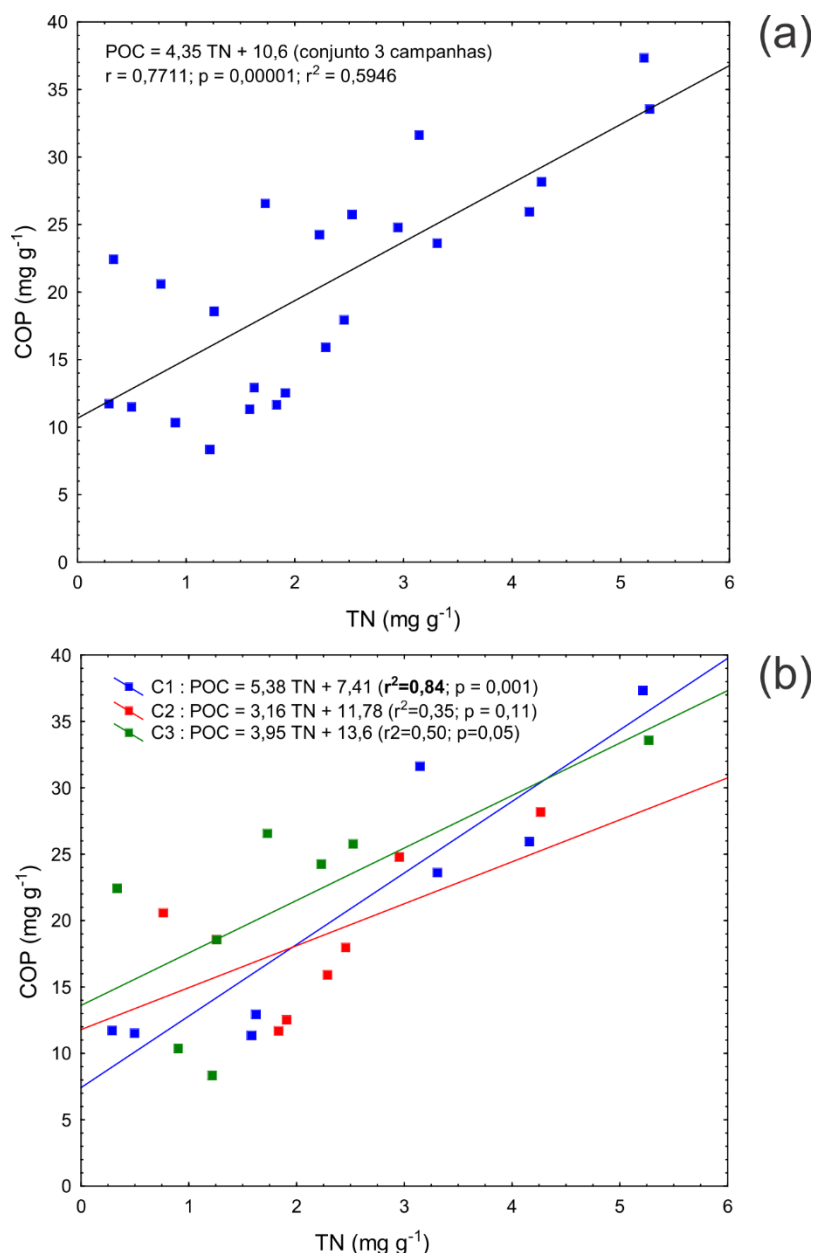 (a)
POC = 4,35 TN + 10,6 (conjunto 3 campanhas)
r = 0,7711; p = 0,00001; r² = 0,5946
40
35
30
25
20
15
10
5
0
COP (mg g⁻¹)
0 1 2 3 4 5 6
TN (mg g⁻¹)
(b)
C1 : POC = 5,38 TN + 7,41 (r²=0,84; p = 0,001)
C2 : POC = 3,16 TN + 11,78 (r²=0,35; p = 0,11)
C3 : POC = 3,95 TN + 13,6 (r2=0,50; p=0,05)
40
35
30
25
20
15
10
5
0
COP (mg g⁻¹)
0 1 2 3 4 5 6
TN (mg g⁻¹)